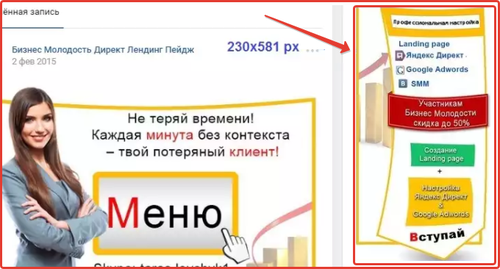 ённая запись
Бизнес Молодость Директ Лендинг Пейдж
2 фев 2015
230x581 px
Не теряй времени!
Каждая минута без контекста
– твой потеряный клиент!
Меню
Профессиональная настройка
Landing page
Яндекс Директ
Google Adwords
SMM
Участникам
Бизнес Молодости
скидка до 50%
Создание
Landing page
+
Настройка
Яндекс Директ
&
Google Adwords
Вступай